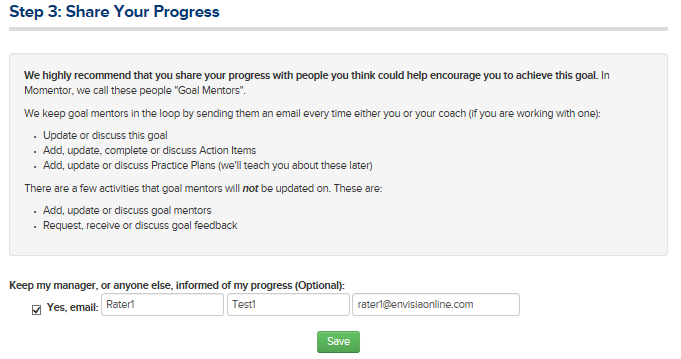 Step 3: Share Your Progress
We highly recommend that you share your progress with people you think could help encourage you to achieve this goal. In
Momentor, we call these people "Goal Mentors".
We keep goal mentors in the loop by sending them an email every time either you or your coach (if you are working with one):
• Update or discuss this goal
• Add, update, complete or discuss Action Items
• Add, update or discuss Practice Plans (we'll teach you about these later)
There are a few activities that goal mentors will not be updated on. These are:
• Add, update or discuss goal mentors
• Request, receive or discuss goal feedback
Keep my manager, or anyone else, informed of my progress (Optional):
Yes, email: Rater1 Test1 rater1@envisiaonline.com
Save